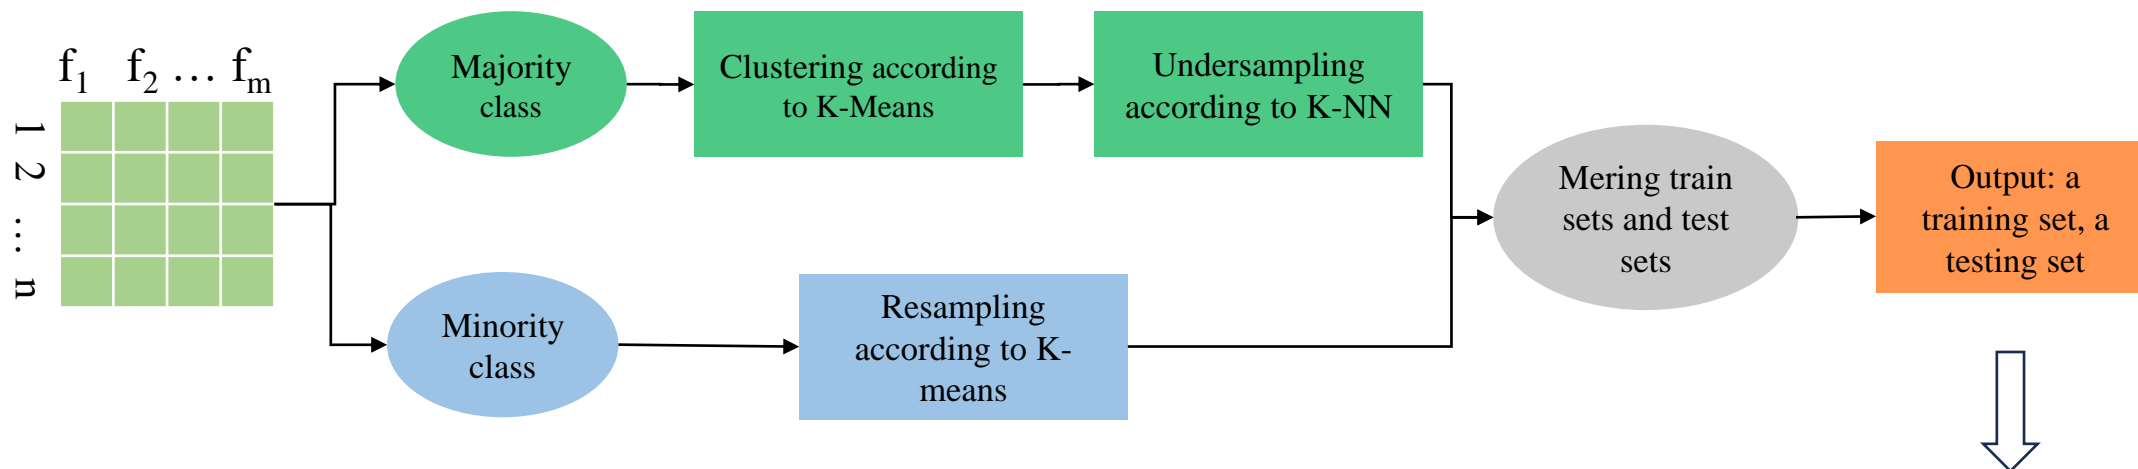 f1 f2 … fm
1
2
…
n
Majority
class
Clustering according
to K-Means
Undersampling
according to K-NN
Minority
class
Resampling
according to K-
means
Mering train
sets and test
sets
Output: a
training set, a
testing set